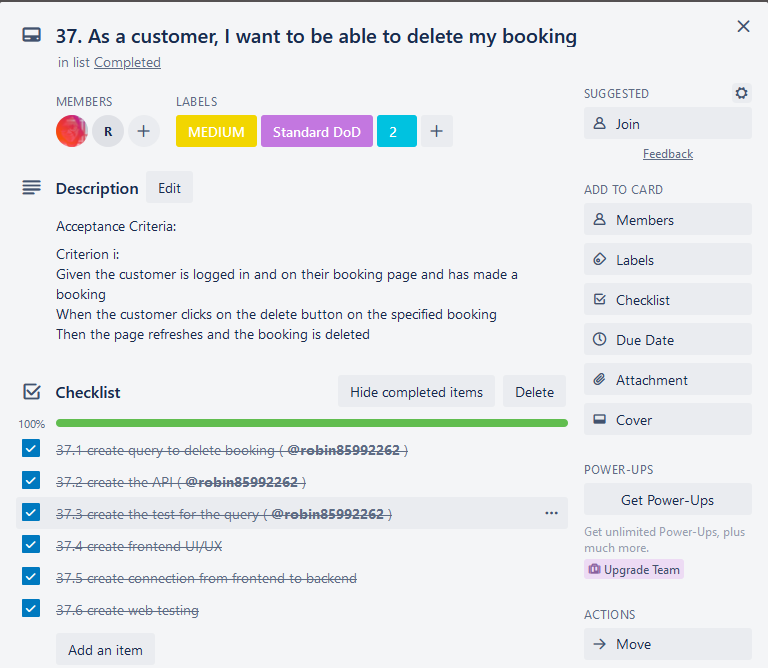 37. As a customer, I want to be able to delete my booking
in list Completed
MEMBERS
R
LABELS
MEDIUM
Standard DoD
2
Description
Edit
Acceptance Criteria:
Criterion i:
Given the customer is logged in and on their booking page and has made a
booking
When the customer clicks on the delete button on the specified booking
Then the page refreshes and the booking is deleted
Checklist
Hide completed items
Delete
100%
37.1 create query to delete booking ( @robin85992262 )
37.2 create the API ( @robin85992262 )
37.3 create the test for the query ( @robin85992262 )
37.4 create frontend UI/UX
37.5 create connection from frontend to backend
37.6 create web testing
Add an item
SUGGESTED
Join
Feedback
ADD TO CARD
Members
Labels
Checklist
Due Date
Attachment
Cover
POWER-UPS
Get Power-Ups
Get unlimited Power-Ups, plus
much more.
Upgrade Team
ACTIONS
Move